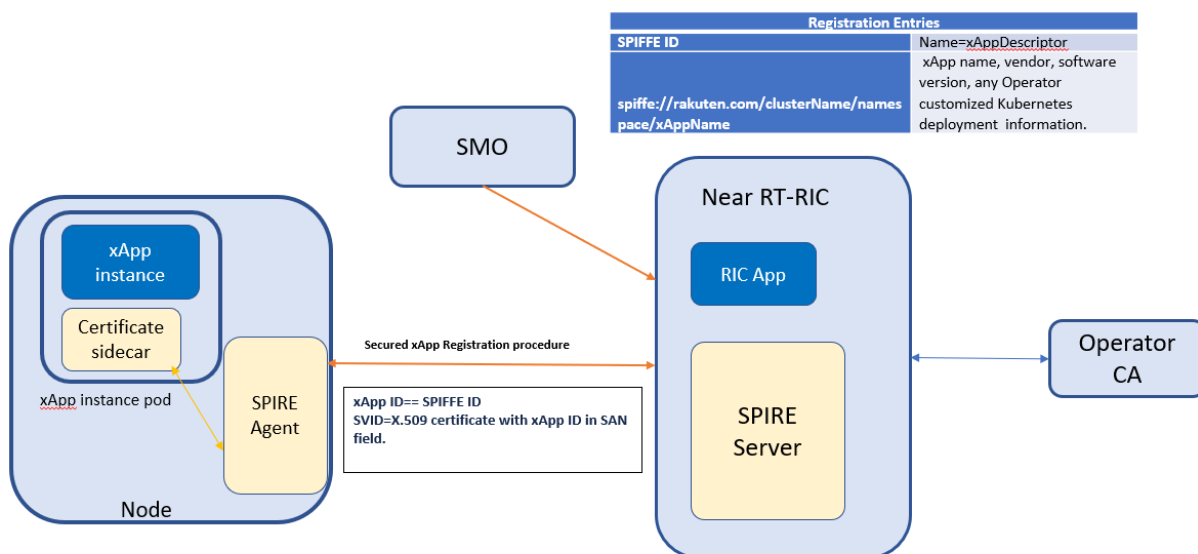 Registration Entries
SPIFFE ID
Name=xAppDescriptor
spiffe://rakuten.com/clusterName/names
pace/xAppName
xApp name, vendor, software
version, any Operator
customized Kubernetes
deployment information.
SMO
Near RT-RIC
xApp
instance
RIC App
Certificate
sidecar
Secured xApp Registration procedure
Operator
CA
xApp instance pod
SPIRE
Agent
xApp ID== SPIFFE ID
SVID=X.509 certificate with xApp ID in SAN
field.
SPIRE
Server
Node